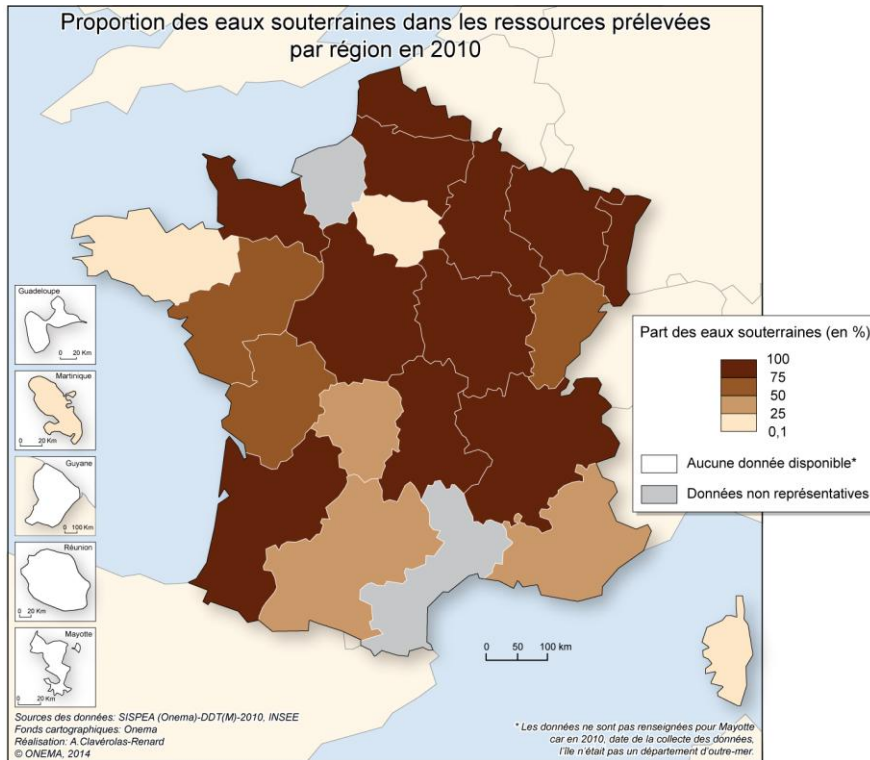 Proportion des eaux souterraines dans les ressources prélevées
par région en 2010
Guadeloupe
0 20 Km
Martinique
0 20 Km
Guyane
0 100 Km
Réunion
0 20 Km
Mayotte
0 20 Km
Part des eaux souterraines (en %)
100
75
50
25
0,1
Aucune donnée disponible*
Données non représentatives
0 50 100 km
Sources des données: SISPEA (Onema)-DDT(M)-2010, INSEE
Fonds cartographiques: Onema
Réalisation: A.Clavérolas-Renard
© ONEMA, 2014
* Les données ne sont pas renseignées pour Mayotte
car en 2010, date de la collecte des données,
l'île n'était pas un département d'outre-mer.